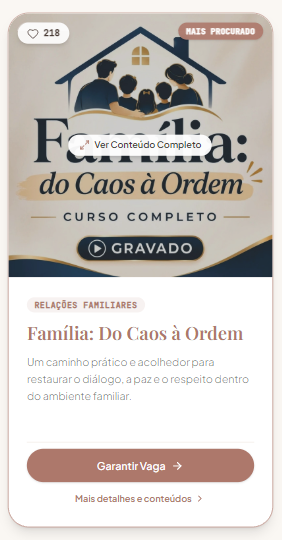 218
MAIS PROCURADO
Família:
Ver Conteúdo Completo
do Caos à Ordem
CURSO COMPLETO
GRAVADO
RELAÇÕES FAMILIARES
Família: Do Caos à Ordem
Um caminho prático e acolhedor para
restaurar o diálogo, a paz e o respeito dentro
do ambiente familiar.
Garantir Vaga →
Mais detalhes e conteúdos >